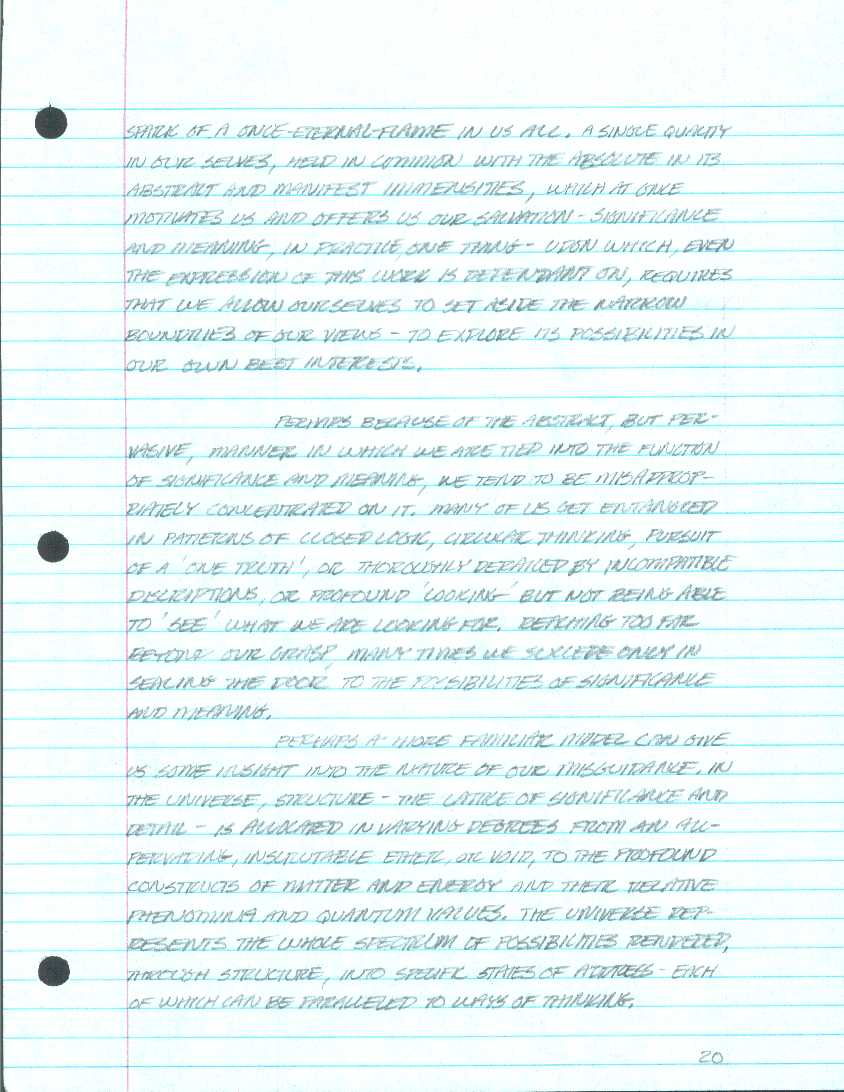 SPARK OF A ONCE-ETERNAL-FLAME IN US ALL. A SINGLE QUALITY
IN OUR SELVES, HELD IN COMMON WITH THE ABSOLUTE IN ITS
ABSTRACT AND MANIFEST IMMENSITIES, WHICH AT ONCE
MOTIVATES US AND OFFERS US OUR SALVATION - SIGNIFICANCE
AND MEANING, IN PRACTICE, ONE THING - UPON WHICH, EVEN
THE EXPRESSION OF THIS WORK IS DEPENDANT ON, REQUIRES
THAT WE ALLOW OURSELVES TO SET ASIDE THE NARROW
BOUNDRIES OF OUR VIEWS - TO EXPLORE ITS POSSIBILITIES IN
OUR OWN BEST INTERESTS.
PERHAPS BECAUSE OF THE ABSTRACT, BUT PER-
VASIVE, MANNER IN WHICH WE ARE TIED INTO THE FUNCTION
OF SIGNIFICANCE AND MEANING, WE TEND TO BE MISAPPROP-
RIATELY CONCENTRATED ON IT. MANY OF US GET ENTANGLED
IN PATTERNS OF CLOSED LOGIC, CIRCULAR THINKING, PURSUIT
OF A 'ONE TRUTH', OR THOROUGHLY DERAILED BY INCOMPATIBLE
DISCRIPTIONS, OR PROFOUND 'LOOKING' BUT NOT BEING ABLE
TO 'SEE' WHAT WE ARE LOOKING FOR. REACHING TOO FAR
BEYOND OUR GRASP, MANY TIMES WE SUCCEDE ONLY IN
SEALING THE DOOR TO THE POSSIBILITIES OF SIGNIFICANCE
AND MEANING.
PERHAPS A MORE FAMILIAR MODEL CAN GIVE
US SOME INSIGHT INTO THE NATURE OF OUR MISGUIDANCE. IN
THE UNIVERSE, STRUCTURE - THE LATTICE OF SIGNIFICANCE AND
DETAIL - IS ALLOCATED IN VARYING DEGREES FROM AN ALL-
PERVADING, INSCRUTABLE ETHER, OR VOID, TO THE PROFOUND
CONSTRUCTS OF MATTER AND ENERGY AND THEIR RELATIVE
PHENOMINA AND QUANTUM VALUES. THE UNIVERSE REP-
RESENTS THE WHOLE SPECTRUM OF POSSIBILITIES RENDERED,
THROUGH STRUCTURE, INTO SPECIFIC STATES OF ADDRESS - EACH
OF WHICH CAN BE PARALLELED TO WAYS OF THINKING.
20